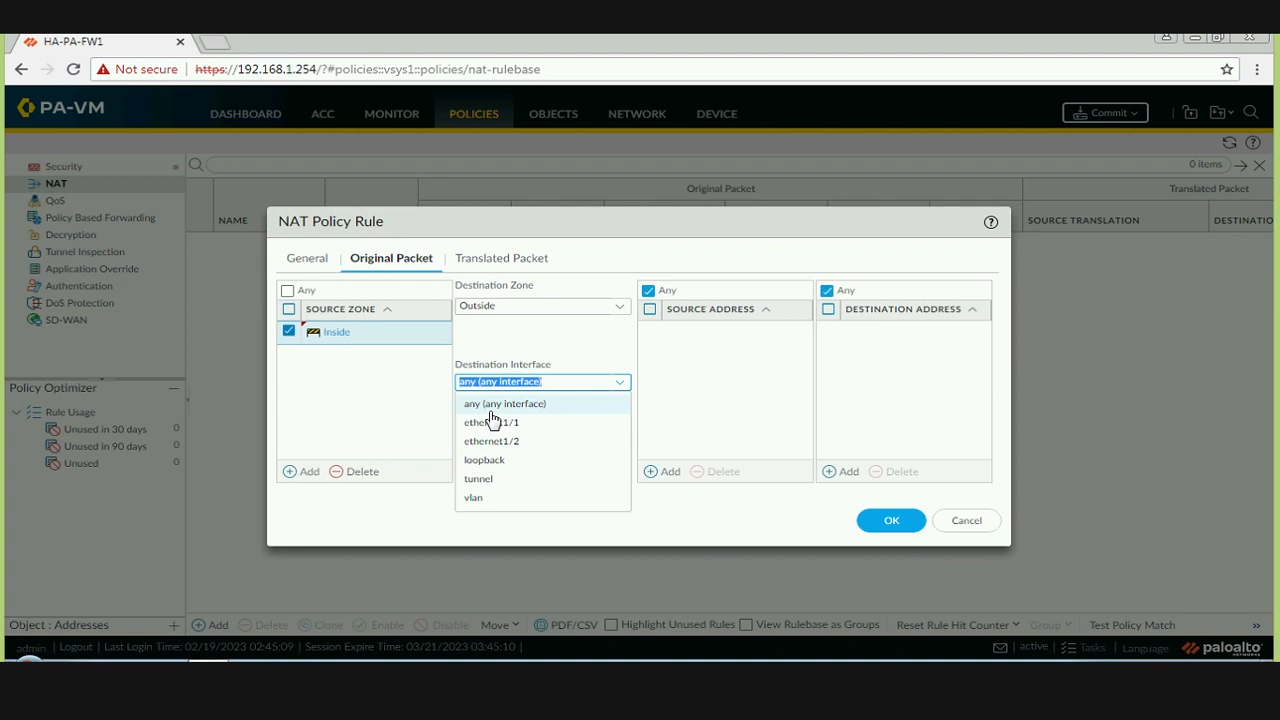 HA-PA-FW1
Not secure https://192.168.1.254/?#policies::vsys1::policies/nat-rulebase
PA-VM
DASHBOARD ACC MONITOR POLICIES OBJECTS NETWORK DEVICE
Commit
0 items
Security
NAT
QoS
Policy Based Forwarding
Decryption
Tunnel Inspection
Application Override
Authentication
DoS Protection
SD-WAN
Policy Optimizer
Rule Usage
Unused in 30 days 0
Unused in 90 days 0
Unused 0
Object : Addresses
Original Packet Translated Packet
NAME SOURCE TRANSLATION DESTINATIO
NAT Policy Rule
General Original Packet Translated Packet
Any
SOURCE ZONE
Inside
Add Delete
Destination Zone
Outside
Destination Interface
any (any interface)
any (any interface)
ethernet1/1
ethernet1/2
loopback
tunnel
vlan
Any
SOURCE ADDRESS
Add Delete
Any
DESTINATION ADDRESS
Add Delete
OK Cancel
Add Delete Clone Enable Disable Move PDF/CSV Highlight Unused Rules View Rulebase as Groups Reset Rule Hit Counter Group Test Policy Match
admin | Logout | Last Login Time: 02/19/2023 02:45:09 | Session Expire Time: 03/21/2023 03:45:10 |
active Tasks Language paloalto
NETWORKS